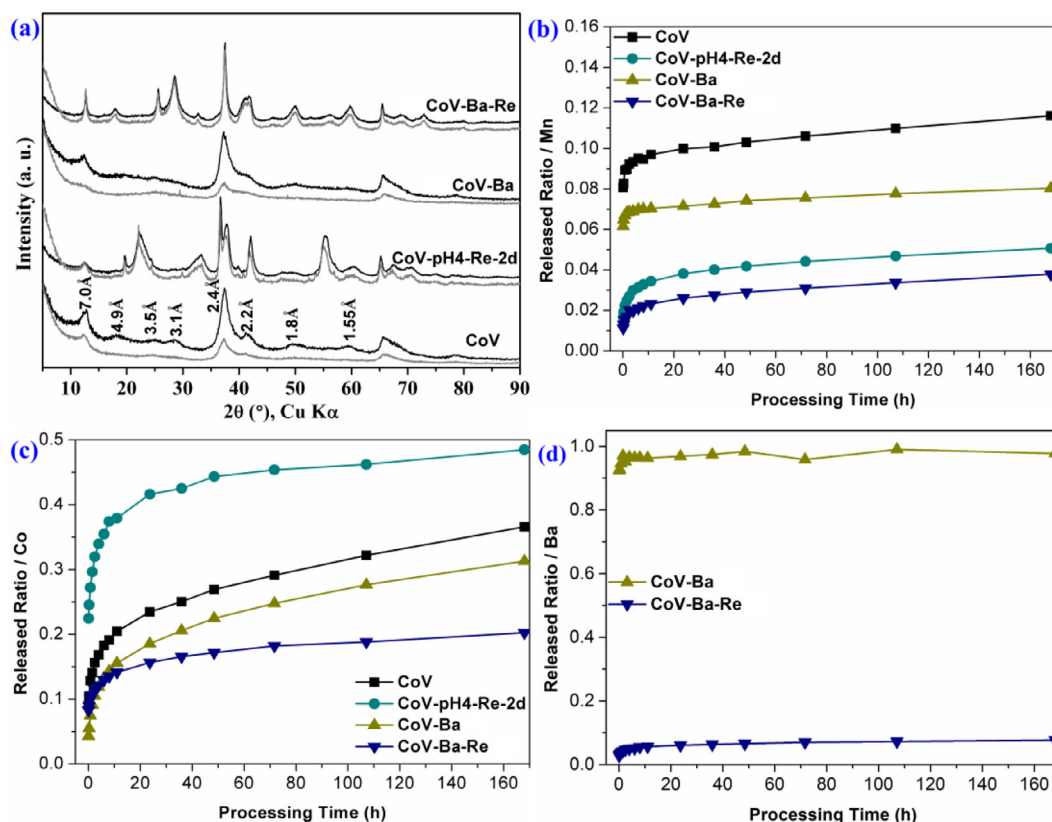 (a)
CoV-Ba-Re
CoV-Ba
CoV-pH4-Re-2d
7.0Å
4.9Å
3.5Å
3.1Å
2.4Å
2.2Å
1.8Å
1.55Å
CoV
Intensity (a. u.)
10 20 30 40 50 60 70 80 90
2θ (°), Cu Kα
(b)
CoV
CoV-pH4-Re-2d
CoV-Ba
CoV-Ba-Re
Released Ratio / Mn
0.16
0.14
0.12
0.10
0.08
0.06
0.04
0.02
0.00
0 20 40 60 80 100 120 140 160
Processing Time (h)
(c)
Released Ratio / Co
0.5
0.4
0.3
0.2
0.1
0.0
CoV
CoV-pH4-Re-2d
CoV-Ba
CoV-Ba-Re
0 20 40 60 80 100 120 140 160
Processing Time (h)
(d)
Released Ratio / Ba
1.0
0.8
0.6
0.4
0.2
0.0
CoV-Ba
CoV-Ba-Re
0 20 40 60 80 100 120 140 160
Processing Time (h)